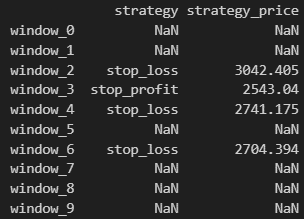 strategy strategy_price
window_0 NaN NaN
window_1 NaN NaN
window_2 stop_loss 3042.405
window_3 stop_profit 2543.04
window_4 stop_loss 2741.175
window_5 NaN NaN
window_6 stop_loss 2704.394
window_7 NaN NaN
window_8 NaN NaN
window_9 NaN NaN